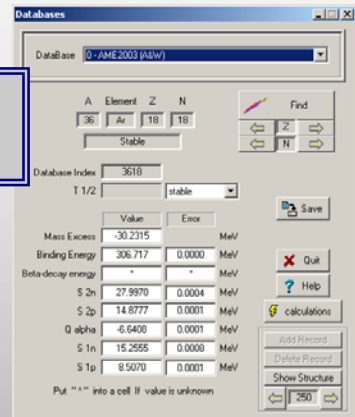 Databases
DataBase 0 - AME2003 (A&W)
A Element Z N
36 Ar 18 18
Stable
Find
Z
N
Database Index 3618
T 1/2 stable
Save
Value Error
Mass Excess -30.2315 MeV
Binding Energy 306.717 0.0000 MeV
Beta-decay energy * * MeV
S 2n 27.9970 0.0004 MeV
S 2p 14.8777 0.0001 MeV
Q alpha -6.6408 0.0001 MeV
S 1n 15.2555 0.0000 MeV
S 1p 8.5070 0.0001 MeV
Put "*" into a cell If value is unknown
Quit
Help
calculations
Add Record
Delete Record
Show Structure
250